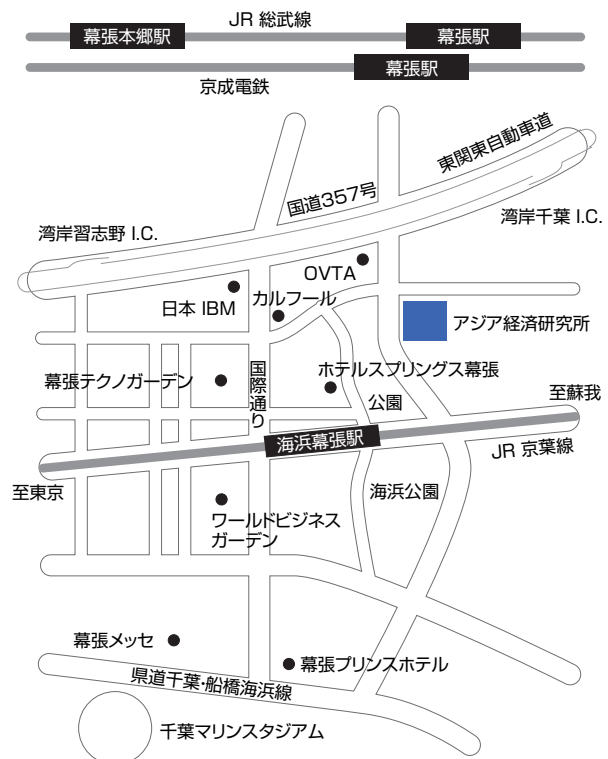 JR 総武線
幕張本郷駅
幕張駅
幕張駅
京成電鉄
東関東自動車道
国道357号
湾岸習志野 I.C.
湾岸千葉 I.C.
OVTA
日本 IBM
カルフール
アジア経済研究所
国際通り
幕張テクノガーデン
ホテルスプリングス幕張
公園
至蘇我
海浜幕張駅
JR 京葉線
至東京
海浜公園
ワールドビジネス
ガーデン
幕張メッセ
幕張プリンスホテル
県道千葉・船橋海浜線
千葉マリンスタジアム